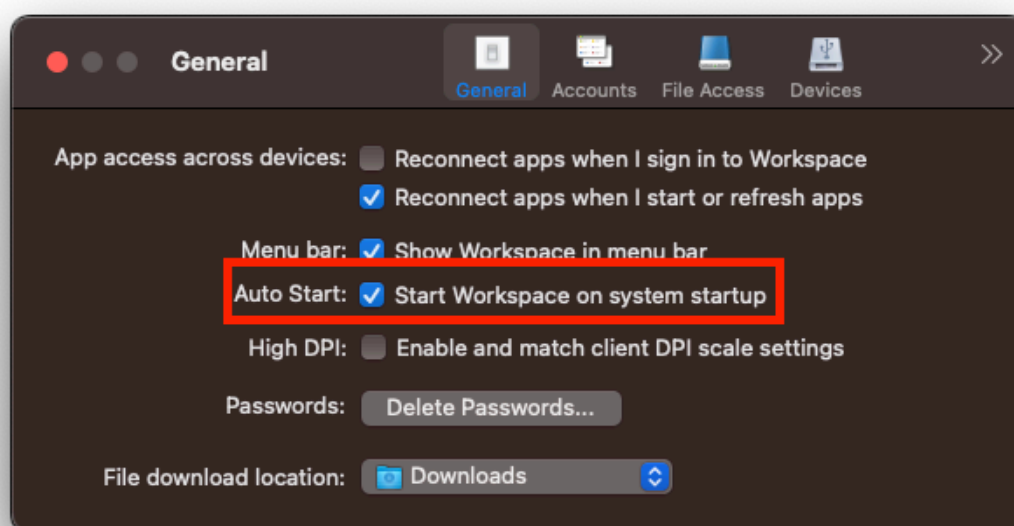 General
General
Accounts
File Access
Devices
App access across devices:
Reconnect apps when I sign in to Workspace
Reconnect apps when I start or refresh apps
Menu bar: Show Workspace in menu bar
Auto Start: Start Workspace on system startup
High DPI: Enable and match client DPI scale settings
Passwords: Delete Passwords...
File download location: Downloads